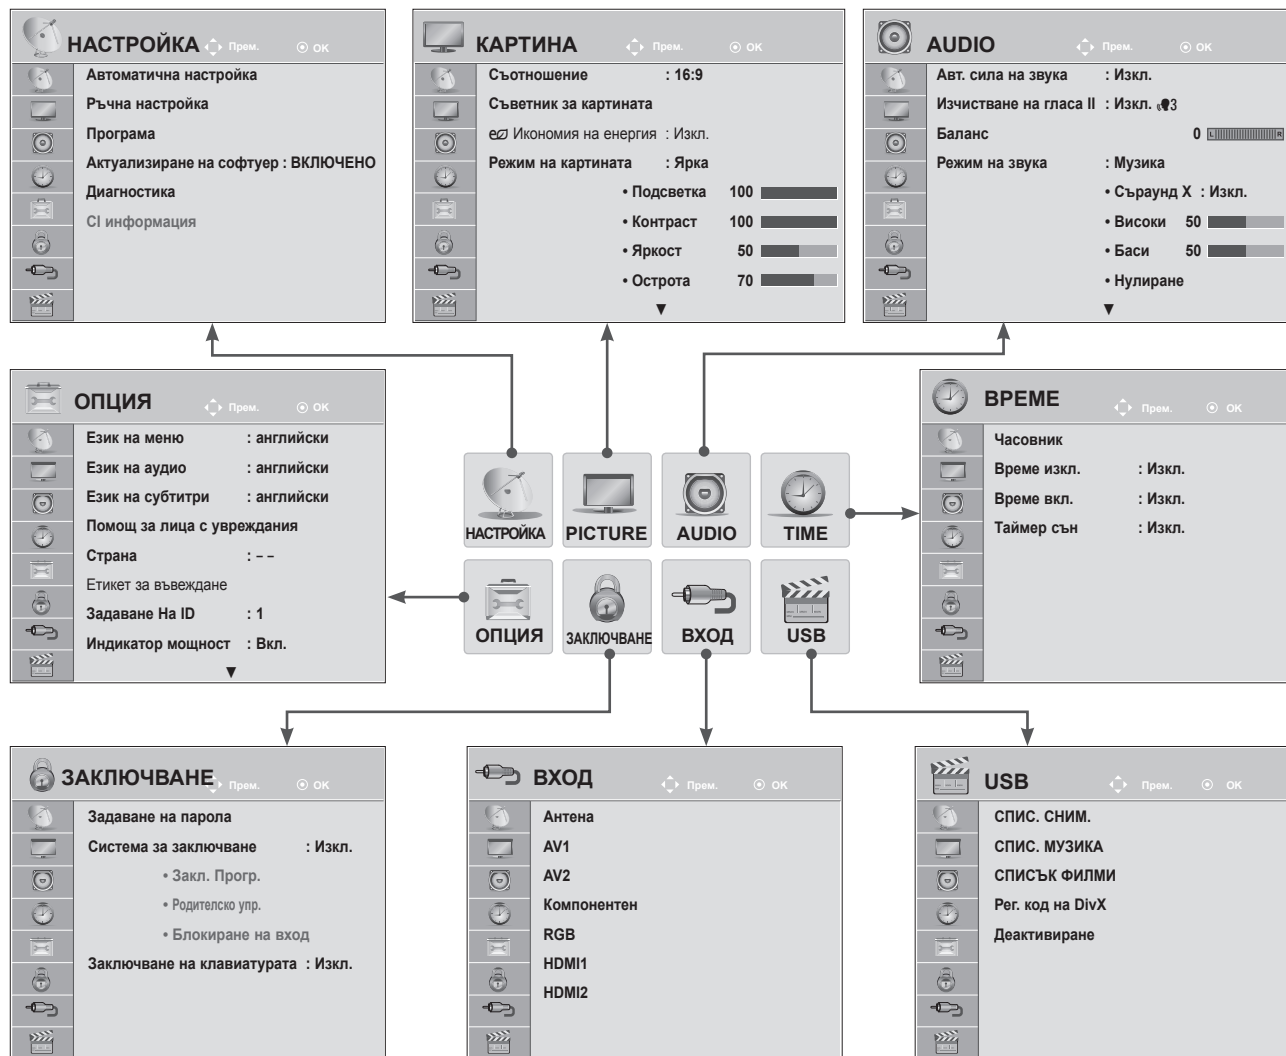 НАСТРОЙКА Прем. OK
Автоматична настройка
Ръчна настройка
Програма
Актуализиране на софтуер : ВКЛЮЧЕНО
Диагностика
CI информация
КАРТИНА Прем. OK
Съотношение : 16:9
Съветник за картината
Икономия на енергия : Изкл.
Режим на картината : Ярка
• Подсветка 100
• Контраст 100
• Яркост 50
• Острота 70
▼
AUDIO Прем. OK
Авт. сила на звука : Изкл.
Изчистване на гласа II : Изкл. 3
Баланс 0 L R
Режим на звука : Музика
• Съраунд X : Изкл.
• Високи 50
• Баси 50
• Нулиране
▼
ОПЦИЯ Прем. OK
Език на меню : английски
Език на аудио : английски
Език на субтитри : английски
Помощ за лица с увреждания
Страна : – –
Етикет за въвеждане
Задаване На ID : 1
Индикатор мощност : Вкл.
▼
НАСТРОЙКА
PICTURE
AUDIO
TIME
ОПЦИЯ
ЗАКЛЮЧВАНЕ
ВХОД
USB
ВРЕМЕ Прем. OK
Часовник
Време изкл. : Изкл.
Време вкл. : Изкл.
Таймер сън : Изкл.
ЗАКЛЮЧВАНЕ Прем. OK
Задаване на парола
Система за заключване : Изкл.
• Закл. Прогр.
• Родителско упр.
• Блокиране на вход
Заключване на клавиатурата : Изкл.
ВХОД Прем. OK
Антена
AV1
AV2
Компонентен
RGB
HDMI1
HDMI2
USB Прем. OK
СПИС. СНИМ.
СПИС. МУЗИКА
СПИСЪК ФИЛМИ
Рег. код на DivX
Деактивиране